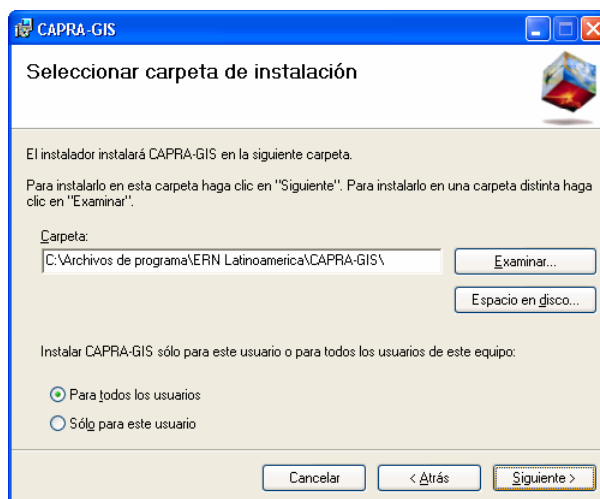 CAPRA-GIS
Seleccionar carpeta de instalación
El instalador instalará CAPRA-GIS en la siguiente carpeta.
Para instalarlo en esta carpeta haga clic en "Siguiente". Para instalarlo en una carpeta distinta haga
clic en "Examinar".
Carpeta:
C:\Archivos de programa\ERN Latinoamerica\CAPRA-GIS\
Examinar...
Espacio en disco...
Instalar CAPRA-GIS sólo para este usuario o para todos los usuarios de este equipo:
Para todos los usuarios
Sólo para este usuario
Cancelar
< Atrás
Siguiente >